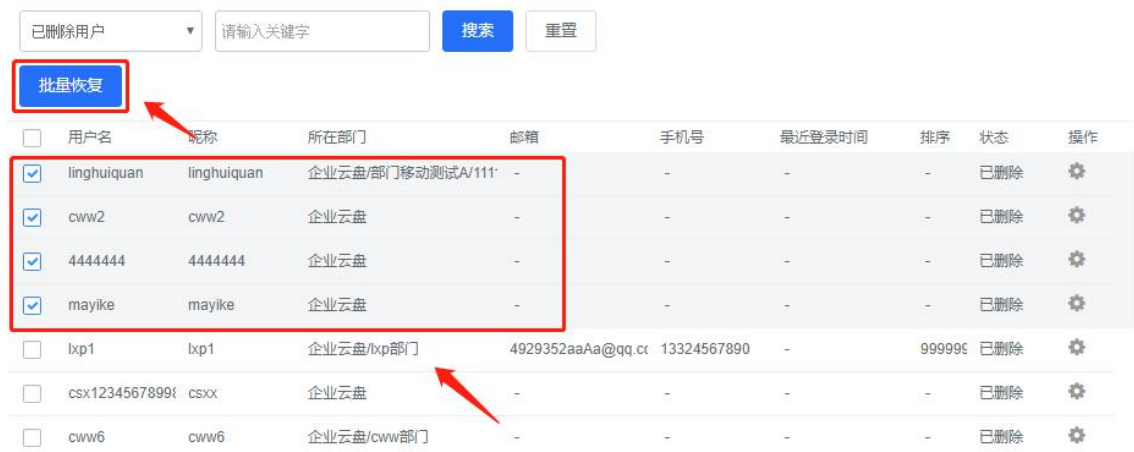 已删除用户 请输入关键字 搜索 重置
批量恢复
用户名 昵称 所在部门 邮箱 手机号 最近登录时间 排序 状态 操作
linghuiquan linghuiquan 企业云盘/部门移动测试A/111 - - - - 已删除
cww2 cww2 企业云盘 - - - - 已删除
4444444 4444444 企业云盘 - - - - 已删除
mayike mayike 企业云盘 - - - - 已删除
lxp1 lxp1 企业云盘/lxp部门 4929352aaAa@qq.cc 13324567890 - 999999 已删除
csx12345678998 csxx 企业云盘 - - - - 已删除
cww6 cww6 企业云盘/cww部门 - - - - 已删除